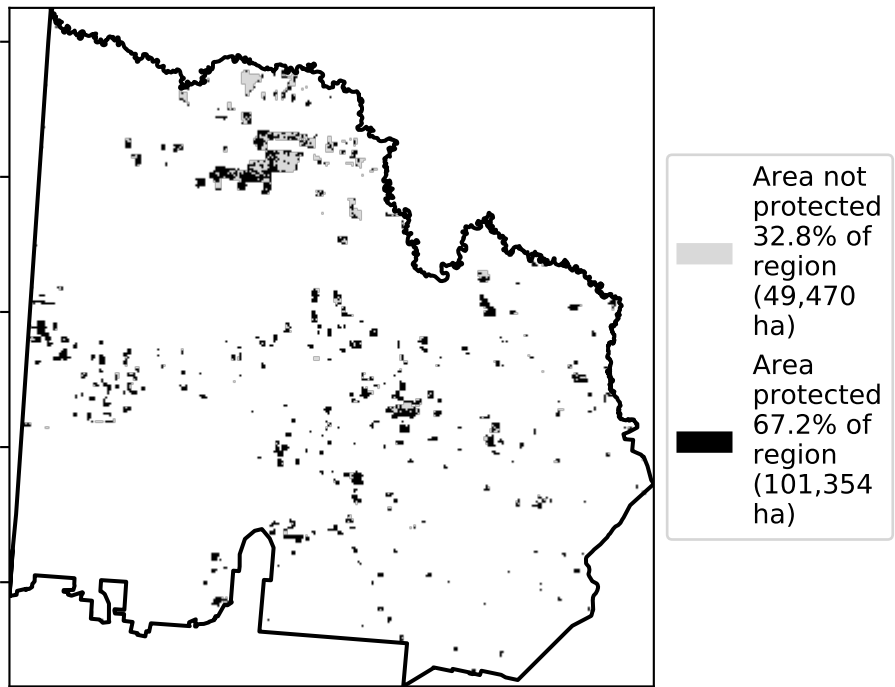 Area not
protected
32.8% of
region
(49,470
ha)
Area
protected
67.2% of
region
(101,354
ha)